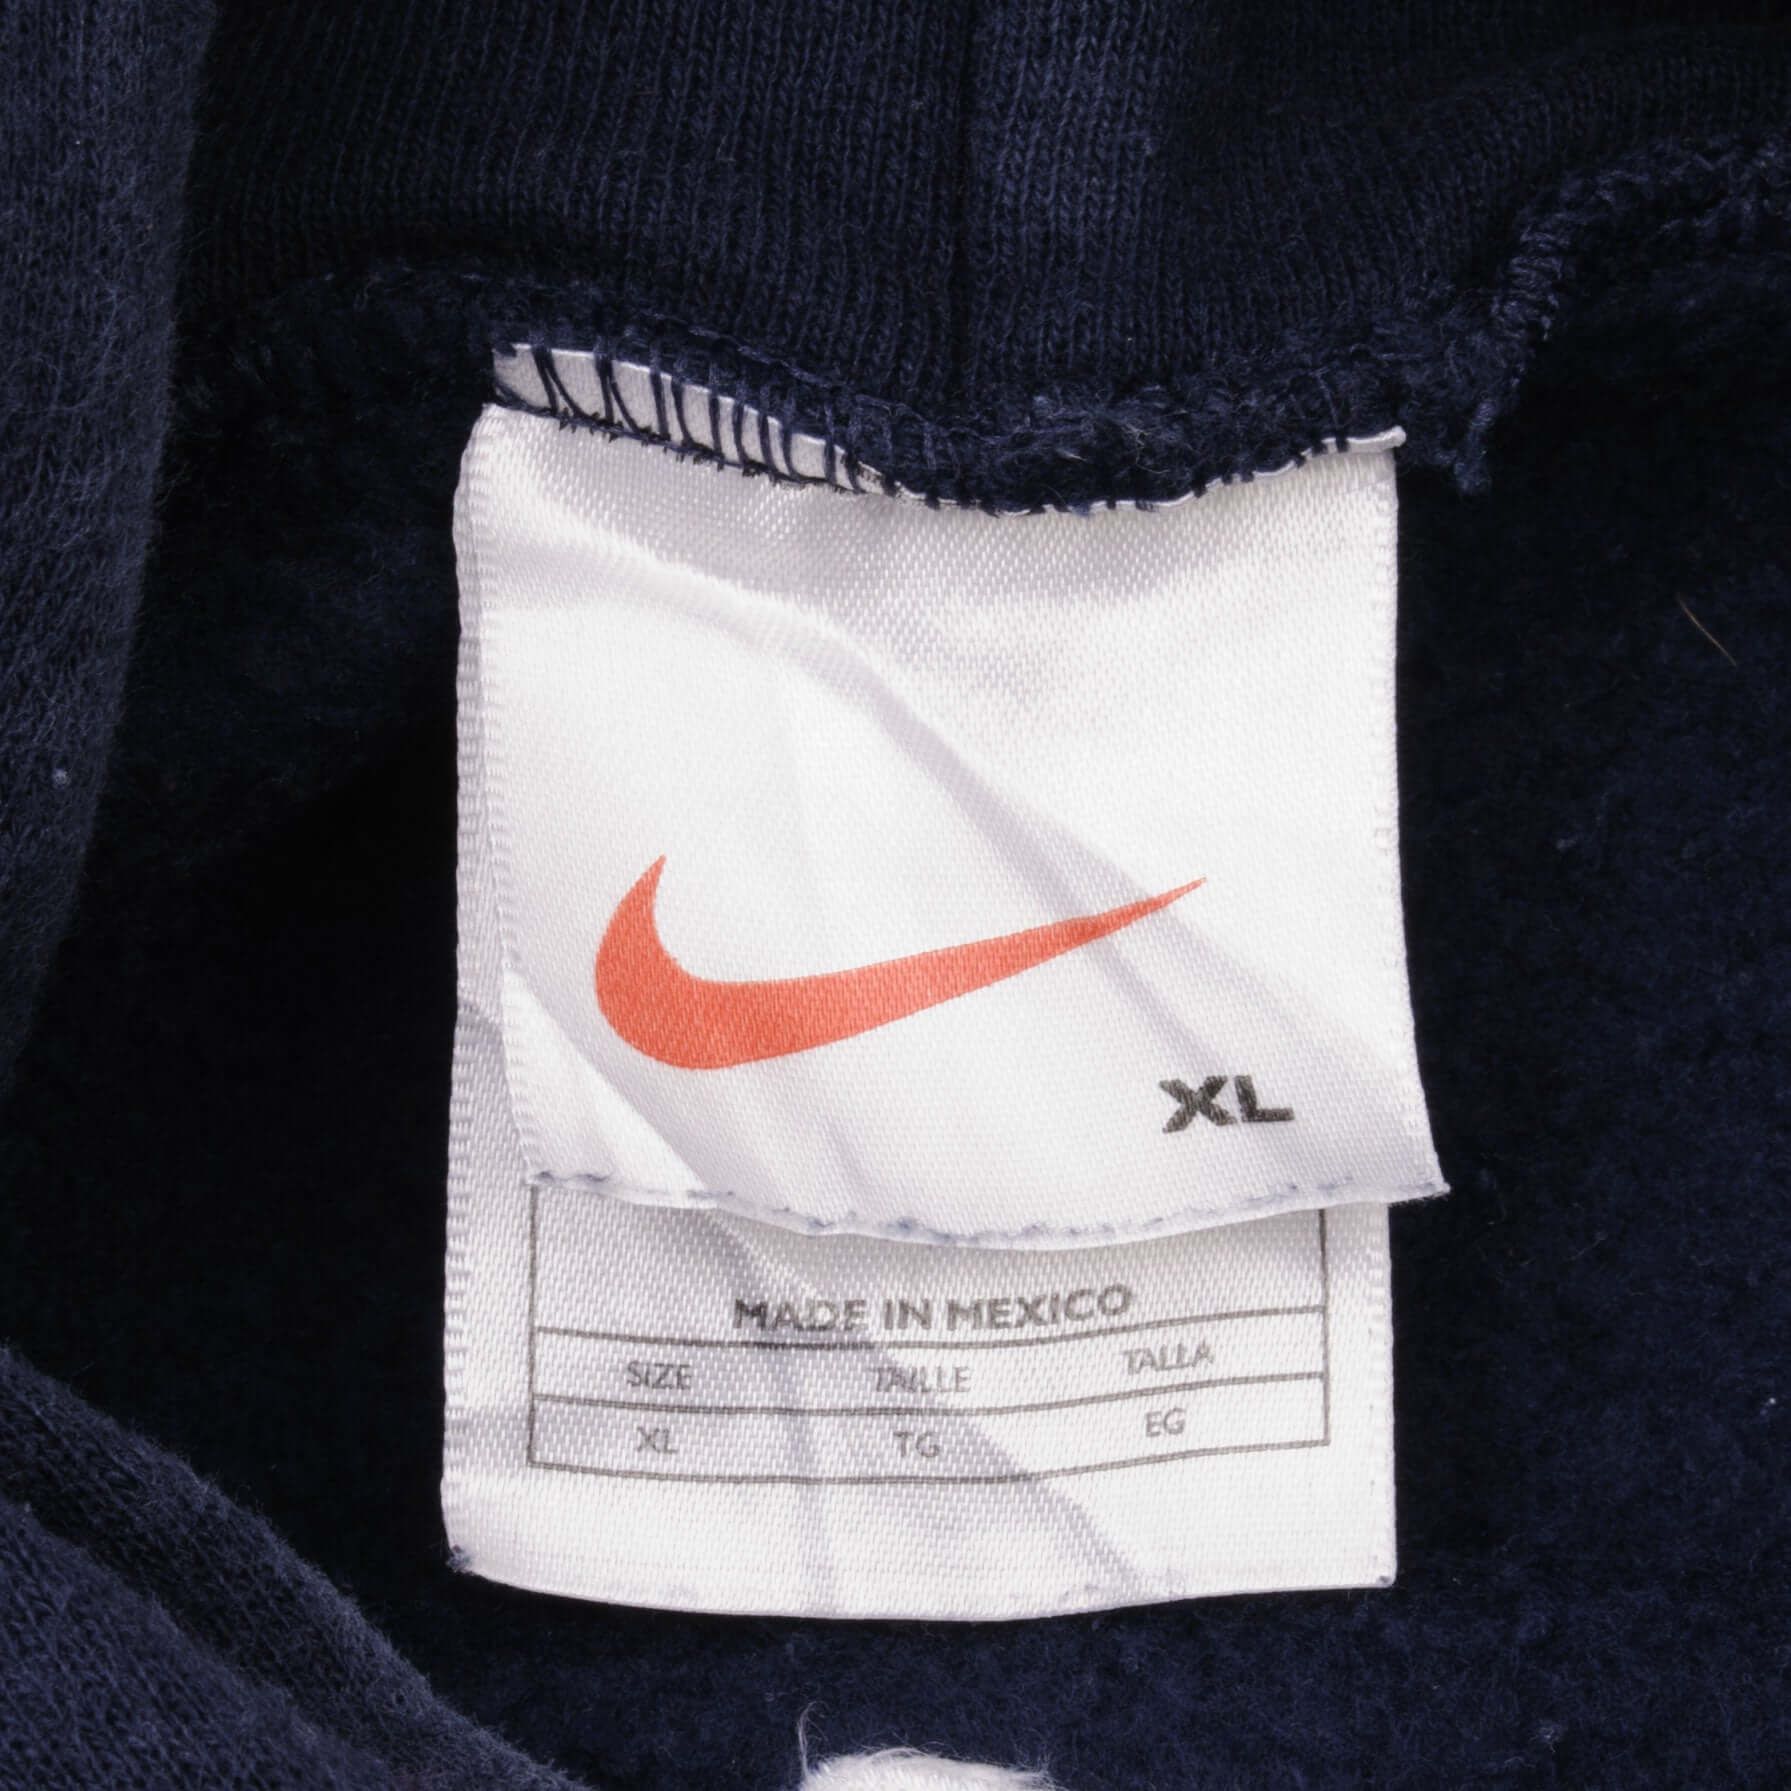 XL
MADE IN MEXICO
SIZE TAILLE TALLA
XL TG EG